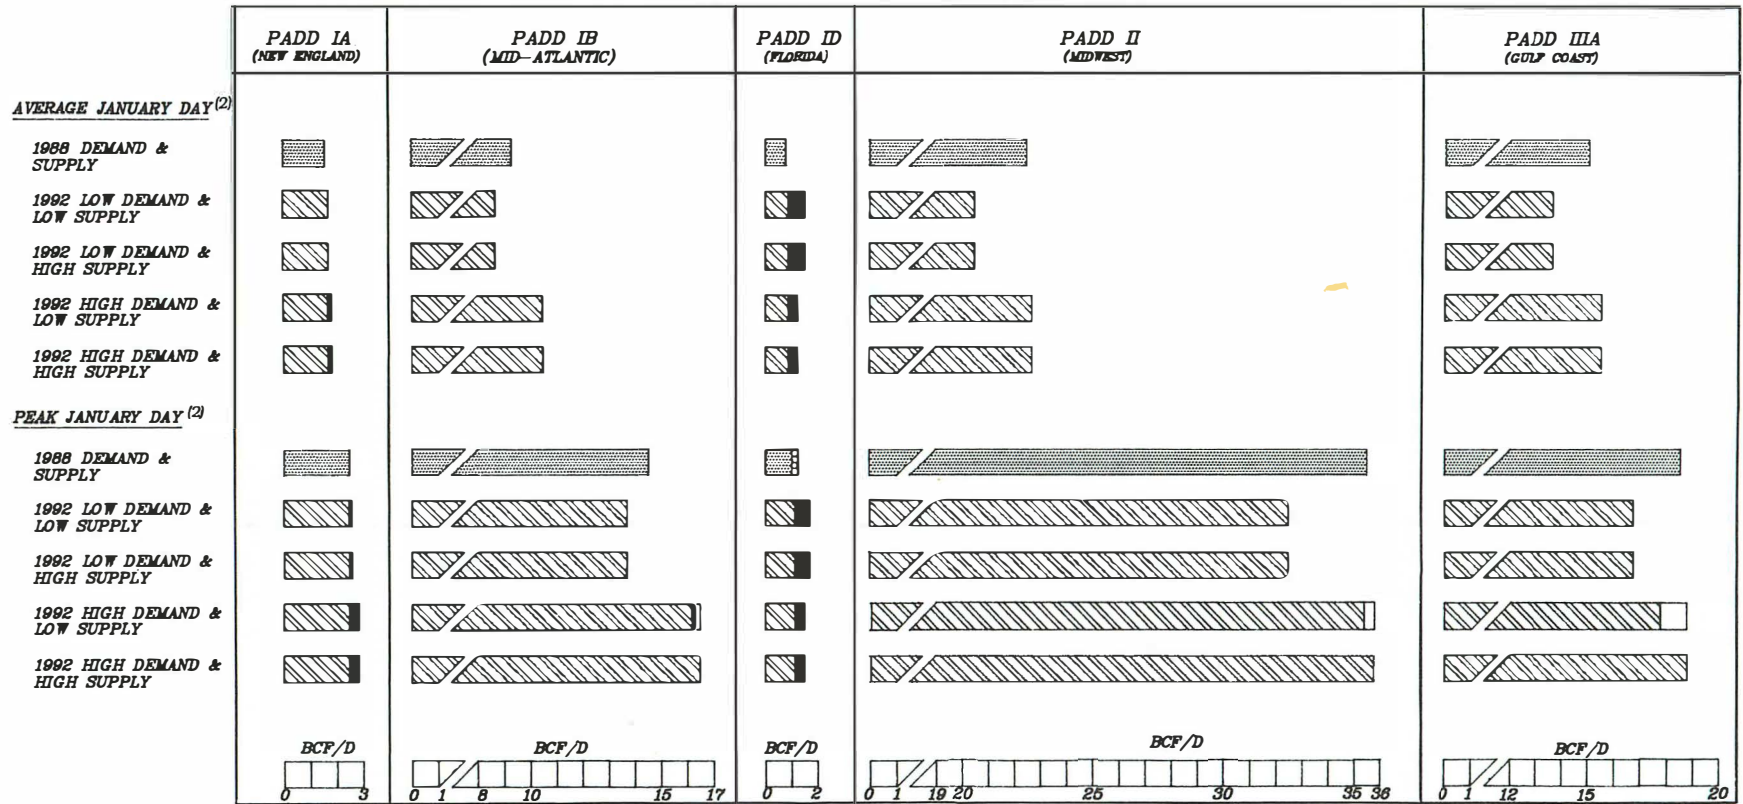 PADD IA PADD IB PADD ID PADD II PADD IIIA
(NEW ENGLAND) (MID-ATLANTIC) (FLORIDA) (MIDWEST) (GULF COAST)
AVERAGE JANUARY DAY(2)
1988 DEMAND &
SUPPLY
1992 LOW DEMAND &
LOW SUPPLY
1992 LOW DEMAND &
HIGH SUPPLY
1992 HIGH DEMAND &
LOW SUPPLY
1992 HIGH DEMAND &
HIGH SUPPLY
PEAK JANUARY DAY(2)
1988 DEMAND &
SUPPLY
1992 LOW DEMAND &
LOW SUPPLY
1992 LOW DEMAND &
HIGH SUPPLY
1992 HIGH DEMAND &
LOW SUPPLY
1992 HIGH DEMAND &
HIGH SUPPLY
BCF/D BCF/D BCF/D BCF/D BCF/D
0 3 0 1 8 10 15 17 0 2 0 1 19 20 25 30 35 36 0 1 12 15 20